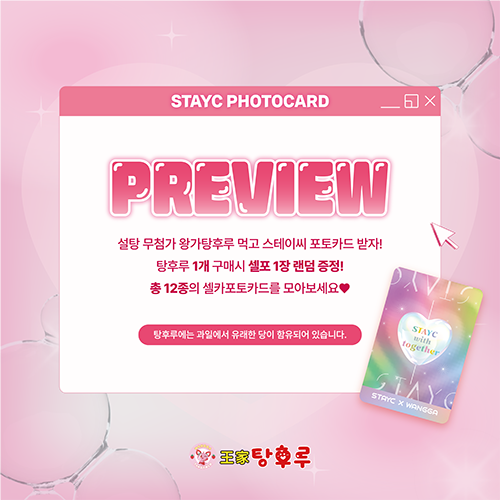 STAYC PHOTOCARD
PREVIEW
설탕 무첨가 왕가탕후루 먹고 스테이씨 포토카드 받자!
탕후루 1개 구매시 셀포 1장 랜덤 증정!
총 12종의 셀카포토카드를 모아보세요♥
탕후루에는 과일에서 유래한 당이 함유되어 있습니다.
STAYC
STAYC
with
together
STAYC
STAYC X WANGGA
王家탕후루